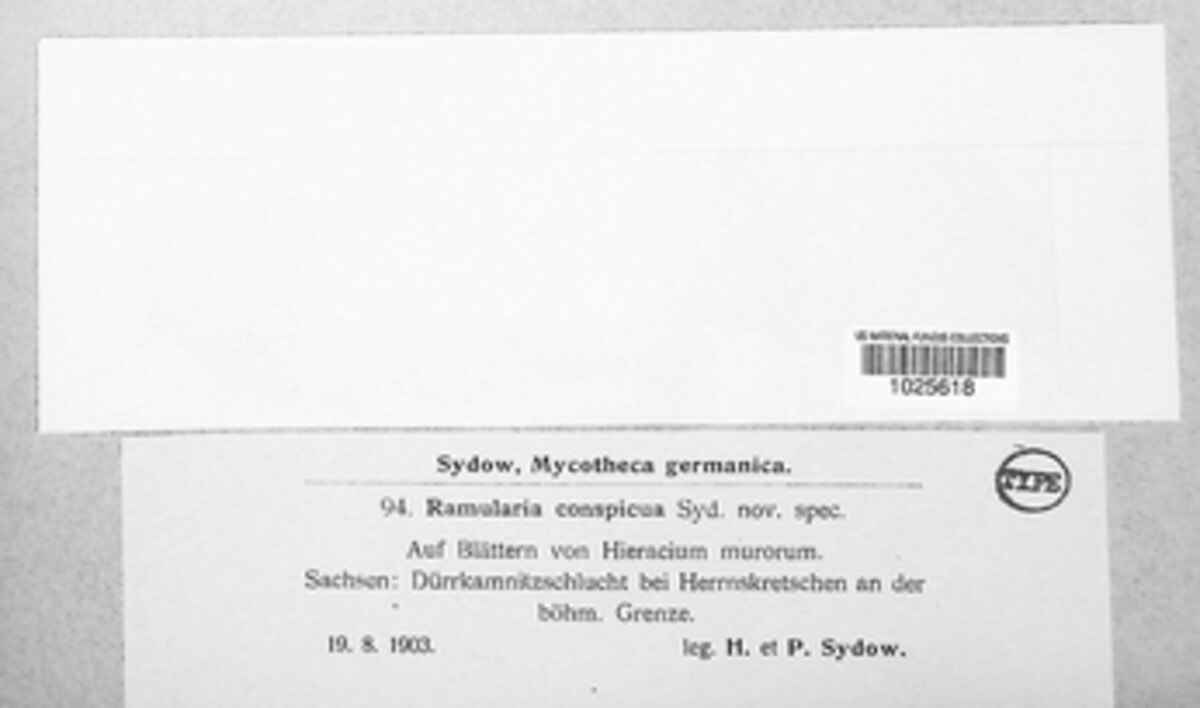 US NATIONAL FUNGUS COLLECTIONS
1025618
Sydow, Mycotheca germanica.
TYPE
94. Ramularia conspicua Syd. nov. spec.
Auf Blättern von Hieracium murorum.
Sachsen: Dürrkamnitzschlucht bei Herrnskretschen an der
böhm. Grenze.
19. 8. 1903. leg. H. et P. Sydow.